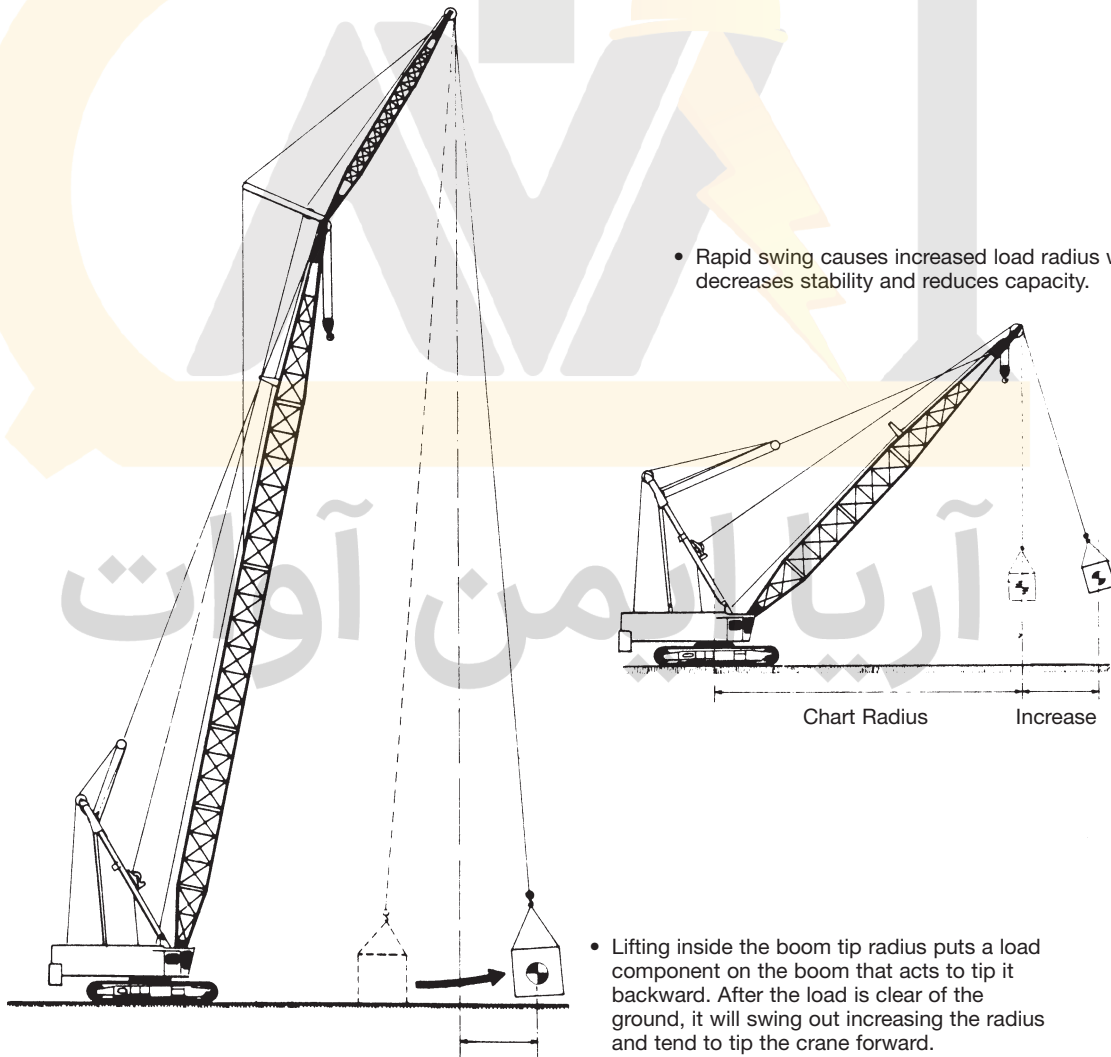 • Rapid swing causes increased load radius
decreases stability and reduces capacity.
آریا ایمن آوات
Chart Radius Increase
• Lifting inside the boom tip radius puts a load
component on the boom that acts to tip it
backward. After the load is clear of the
ground, it will swing out increasing the radius
and tend to tip the crane forward.